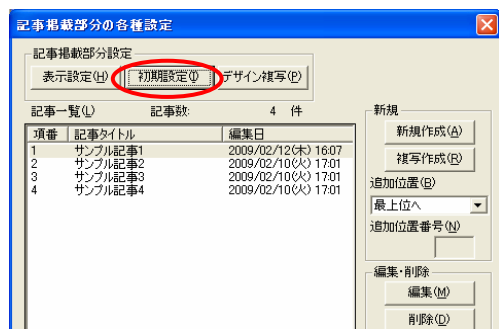 記事掲載部分の各種設定
記事掲載部分設定
表示設定(H) 初期設定(I) デザイン複写(P)
記事一覧(L) 記事数: 4 件
項番 記事タイトル 編集日
1 サンプル記事1 2009/02/12(木) 16:07
2 サンプル記事2 2009/02/10(火) 17:01
3 サンプル記事3 2009/02/10(火) 17:01
4 サンプル記事4 2009/02/10(火) 17:01
新規
新規作成(A)
複写作成(R)
追加位置(B)
最上位へ
追加位置番号(N)
編集・削除
編集(M)
削除(D)